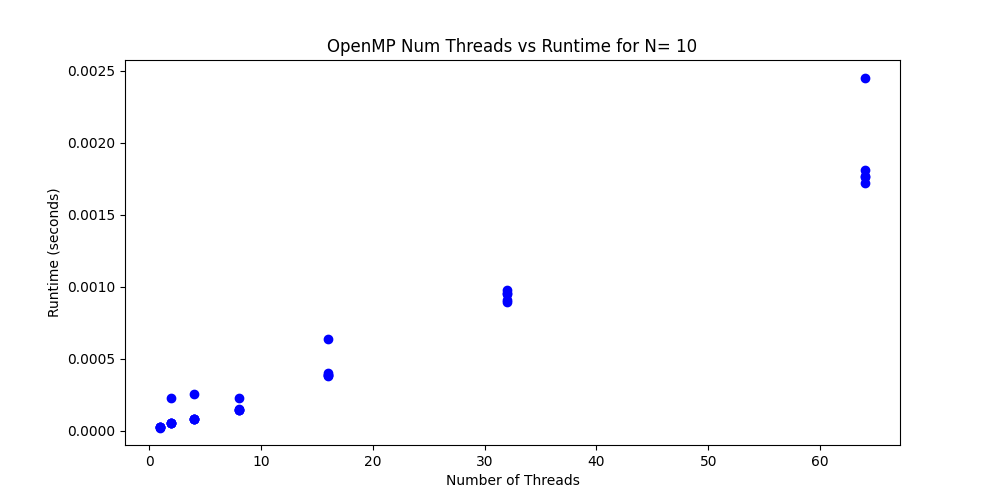 OpenMP Num Threads vs Runtime for N= 10
0.0025
0.0020
0.0015
0.0010
0.0005
0.0000
Runtime (seconds)
0 10 20 30 40 50 60
Number of Threads